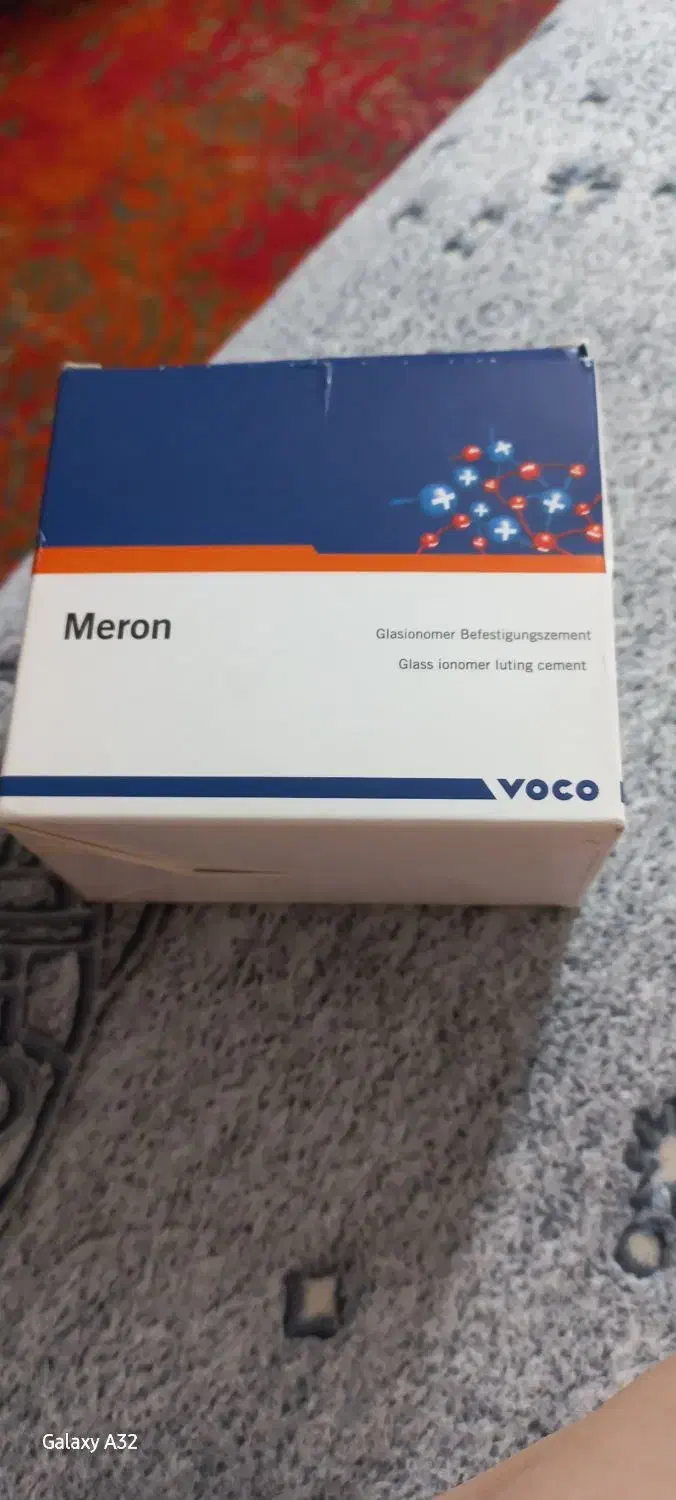 Meron
Glasionomer Befestigungszement
Glass ionomer luting cement
VOCO
Galaxy A32